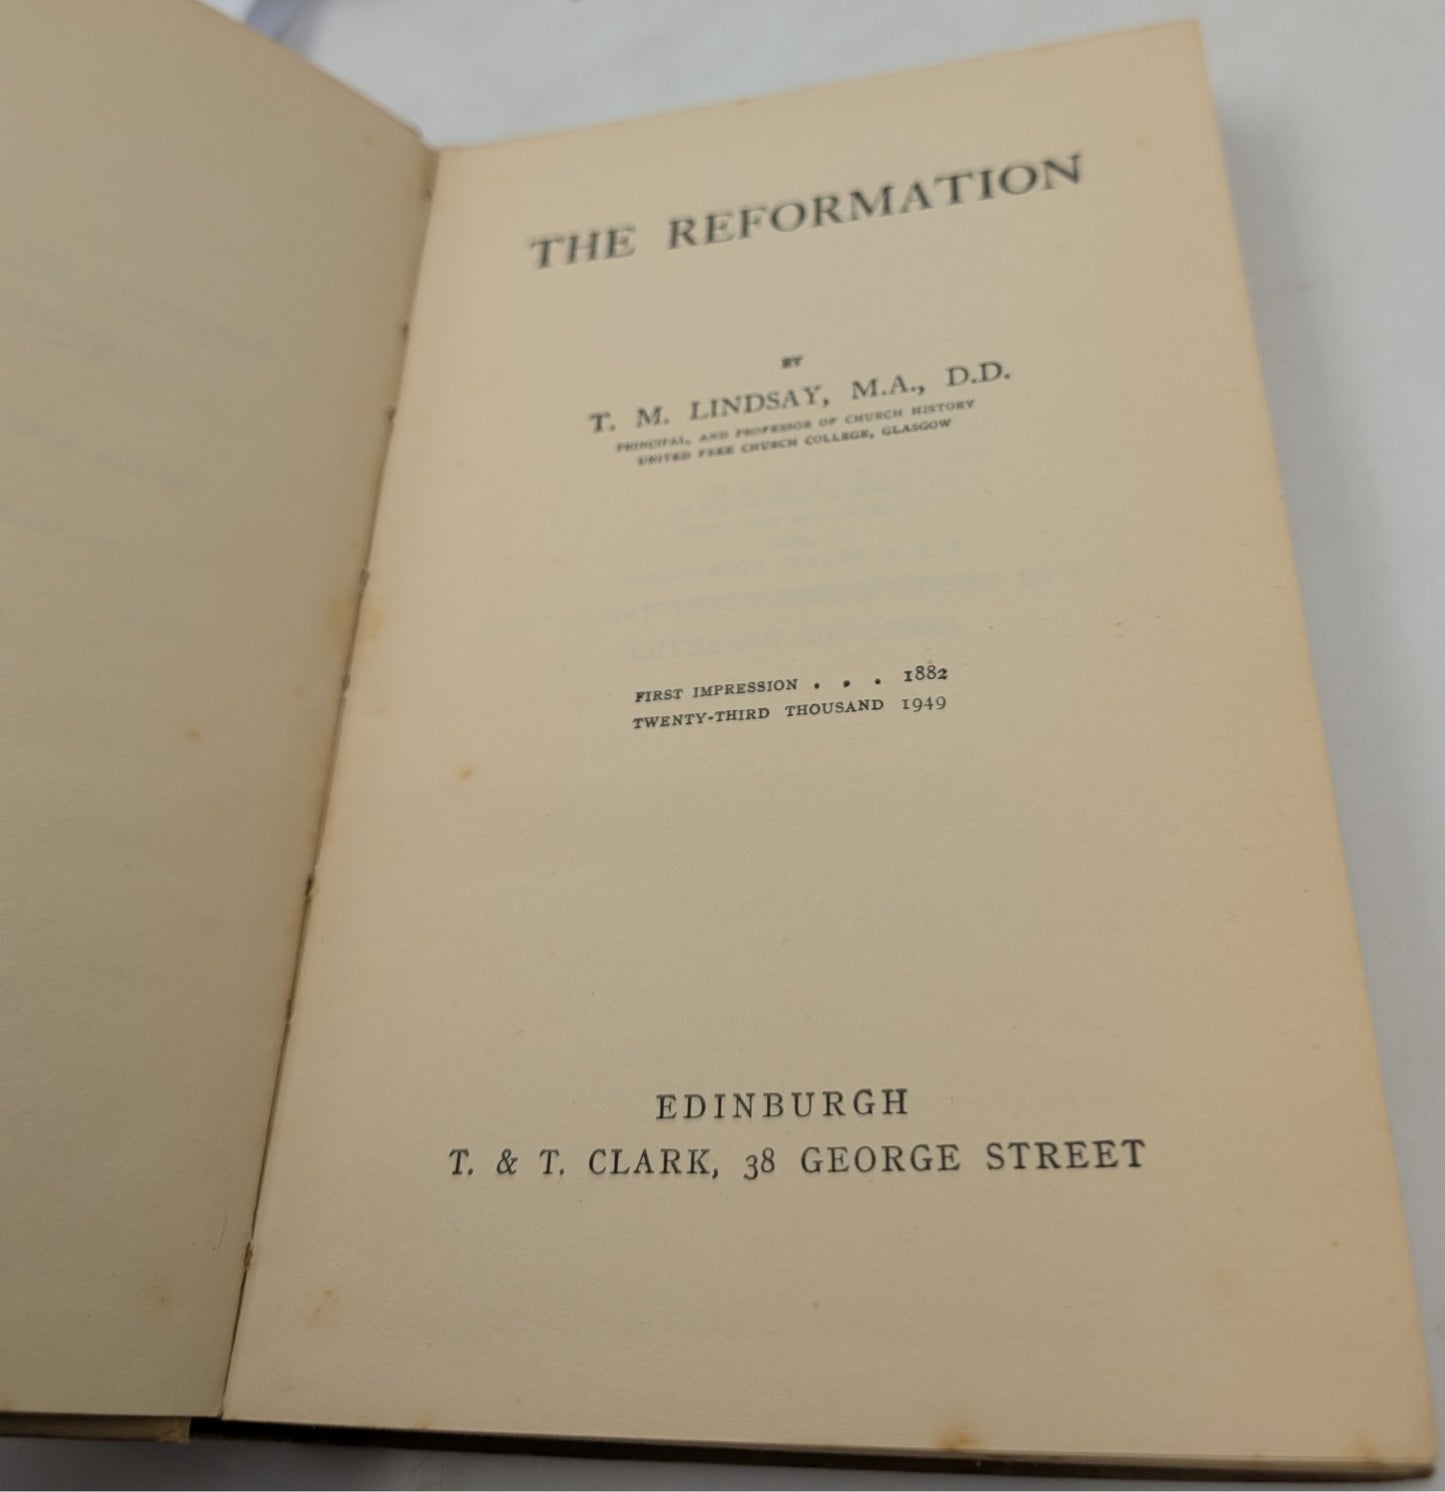 THE REFORMATION
BY
T. M. LINDSAY, M.A., D.D.
PRINCIPAL, AND PROFESSOR OF CHURCH HISTORY
UNITED FREE CHURCH COLLEGE, GLASGOW
FIRST IMPRESSION . . . 1882
TWENTY-THIRD THOUSAND 1949
EDINBURGH
T. & T. CLARK, 38 GEORGE STREET